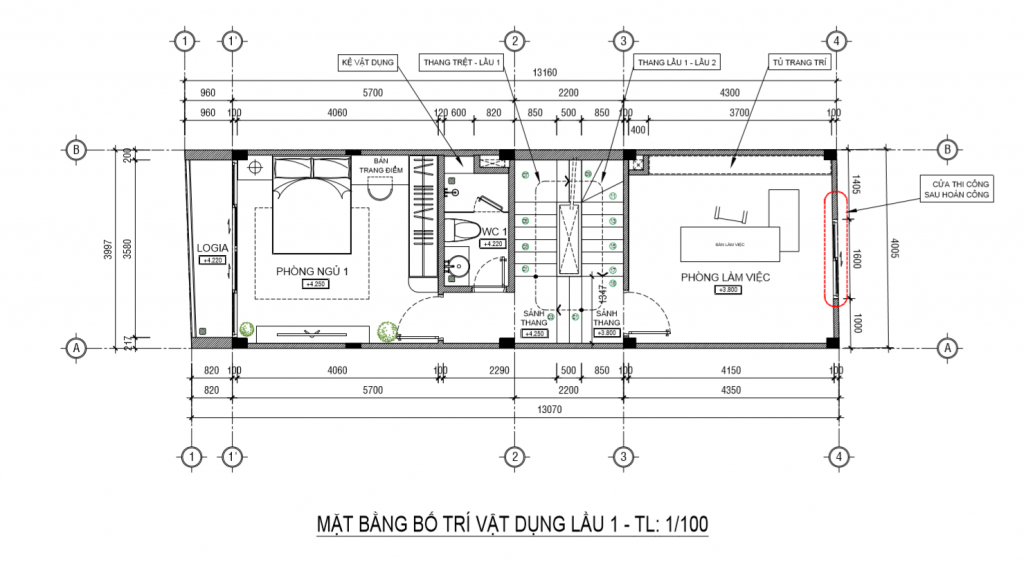 1
1'
2
3
4
KỆ VẬT DỤNG
THANG TRỆT - LẦU 1
THANG LẦU 1 - LẦU 2
TỦ TRANG TRÍ
13160
960
5700
2200
4300
960
100
4060
120
600
820
850
500
850
100
3700
100
400
B
B
200
3997
3580
217
BÀN
TRANG ĐIỂM
LOGIA
+4.220
PHÒNG NGỦ 1
+4.250
WC 1
+4.220
1347
SẢNH
THANG
+4.250
SẢNH
THANG
+3.800
BÀN LÀM VIỆC
PHÒNG LÀM VIỆC
+3.800
1405
1600
1000
4005
CỬA THI CÔNG
SAU HOÀN CÔNG
A
A
820
100
4060
100
2290
500
850
100
4150
100
820
5700
2200
4350
13070
1
1'
2
3
4
MẶT BẰNG BỐ TRÍ VẬT DỤNG LẦU 1 - TL: 1/100